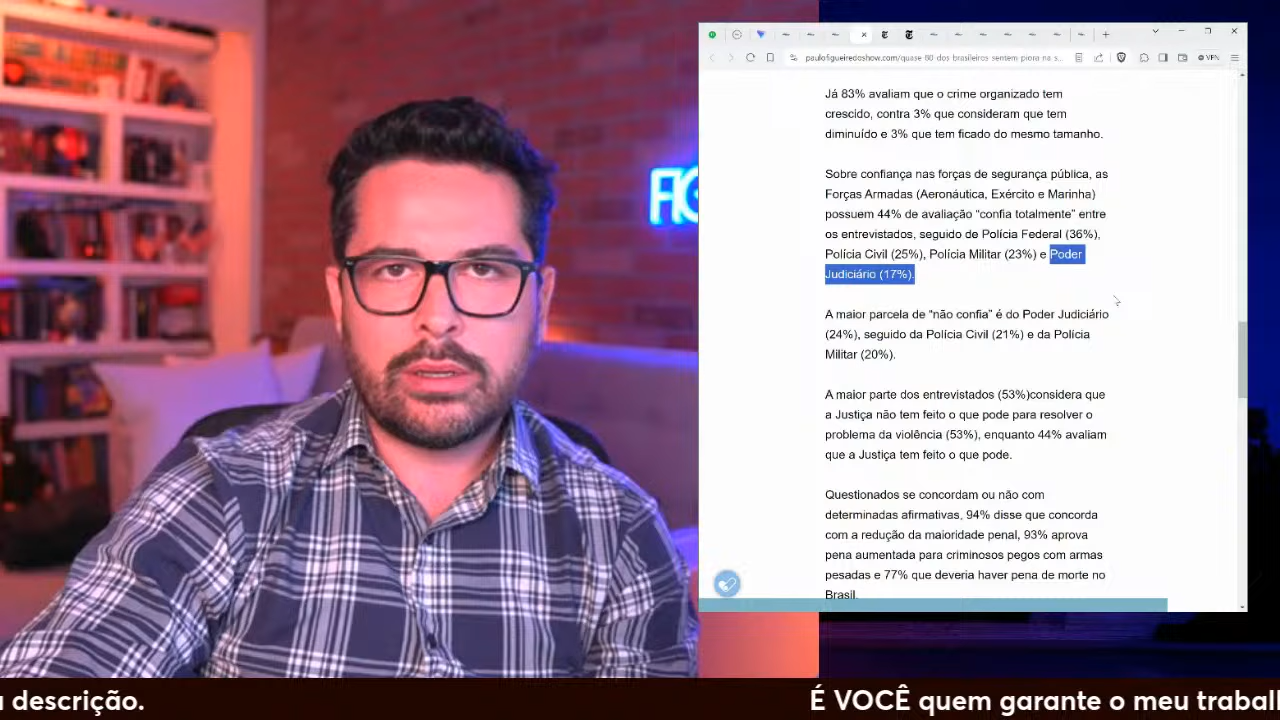 FIG
paulofigueiredoshow.com/quase 80 dos brasileiros sentem piora na s...
VPN
Já 83% avaliam que o crime organizado tem
crescido, contra 3% que consideram que tem
diminuído e 3% que tem ficado do mesmo tamanho.
Sobre confiança nas forças de segurança pública, as
Forças Armadas (Aeronáutica, Exército e Marinha)
possuem 44% de avaliação “confia totalmente” entre
os entrevistados, seguido de Polícia Federal (36%),
Polícia Civil (25%), Polícia Militar (23%) e Poder
Judiciário (17%).
A maior parcela de “não confia” é do Poder Judiciário
(24%), seguido da Polícia Civil (21%) e da Polícia
Militar (20%).
A maior parte dos entrevistados (53%)considera que
a Justiça não tem feito o que pode para resolver o
problema da violência (53%), enquanto 44% avaliam
que a Justiça tem feito o que pode.
Questionados se concordam ou não com
determinadas afirmativas, 94% disse que concorda
com a redução da maioridade penal, 93% aprova
pena aumentada para criminosos pegos com armas
pesadas e 77% que deveria haver pena de morte no
Brasil.
a descrição.
É VOCÊ quem garante o meu traball